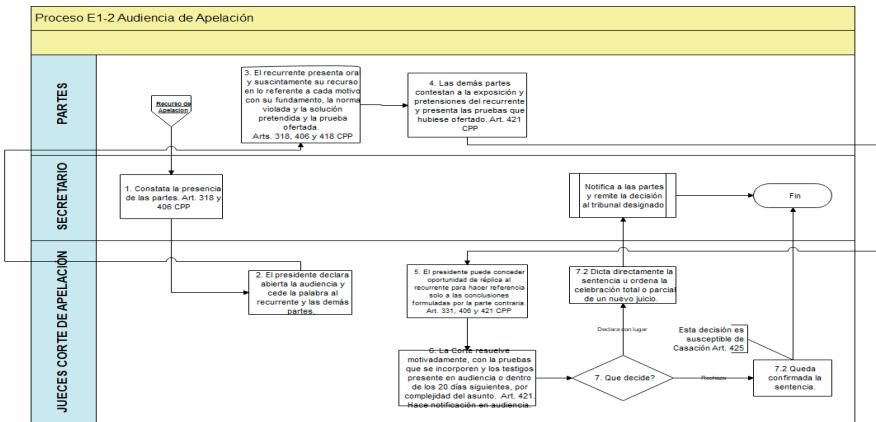 Proceso E1-2 Audiencia de Apelación
PARTES
Recurso de
Apelacion
3. El recurrente presenta ora
y suscintamente su recurso
en lo referente a cada motivo
con su fundamento, la norma
violada y la solución
pretendida y la prueba
ofertada.
Arts. 318, 406 y 418 CPP
4. Las demás partes
contestan a la exposición y
pretensiones del recurrente
y presenta las pruebas que
hubiese ofertado. Art. 421
CPP
SECRETARIO
1. Constata la presencia
de las partes. Art. 318 y
406 CPP
Notifica a las partes
y remite la decisión
al tribunal designado
Fin
JUECES CORTE DE APELACIÓN
2. El presidente declara
abierta la audiencia y
cede la palabra al
recurrente y las demás
partes.
5. El presidente puede conceder
oportunidad de réplica al
recurrente para hacer referencia
solo a las conclusiones
formuladas por la parte contraria.
Art. 331, 406 y 421 CPP
7.2 Dicta directamente la
sentencia u ordena la
celebración total o parcial
de un nuevo juicio.
Declara con lugar
Esta decisión es
susceptible de
Casación Art. 425
6. La Corte resuelve
motivadamente, con la pruebas
que se incorporen y los testigos
presente en audiencia o dentro
de los 20 días siguientes, por
complejidad del asunto. Art. 421.
Hace notificación en audiencia.
7. Que decide?
Rechaza
7.2 Queda
confirmada la
sentencia.